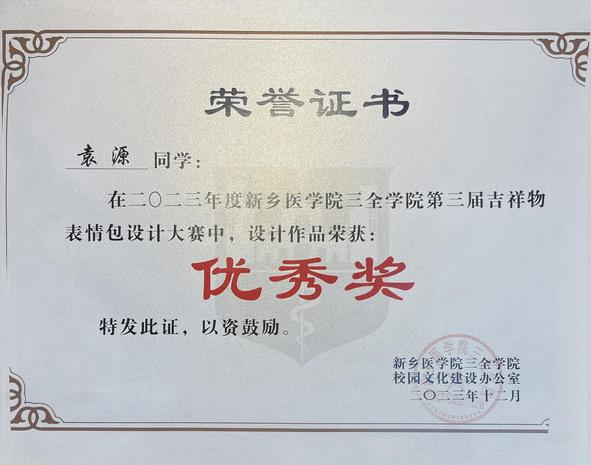 荣誉证书
袁源 同学：
在二〇二三年度新乡医学院三全学院第三届吉祥物
表情包设计大赛中，设计作品荣获：
优秀奖
特发此证，以资鼓励。
新乡医学院三全学院
校园文化建设办公室
二〇二三年十二月